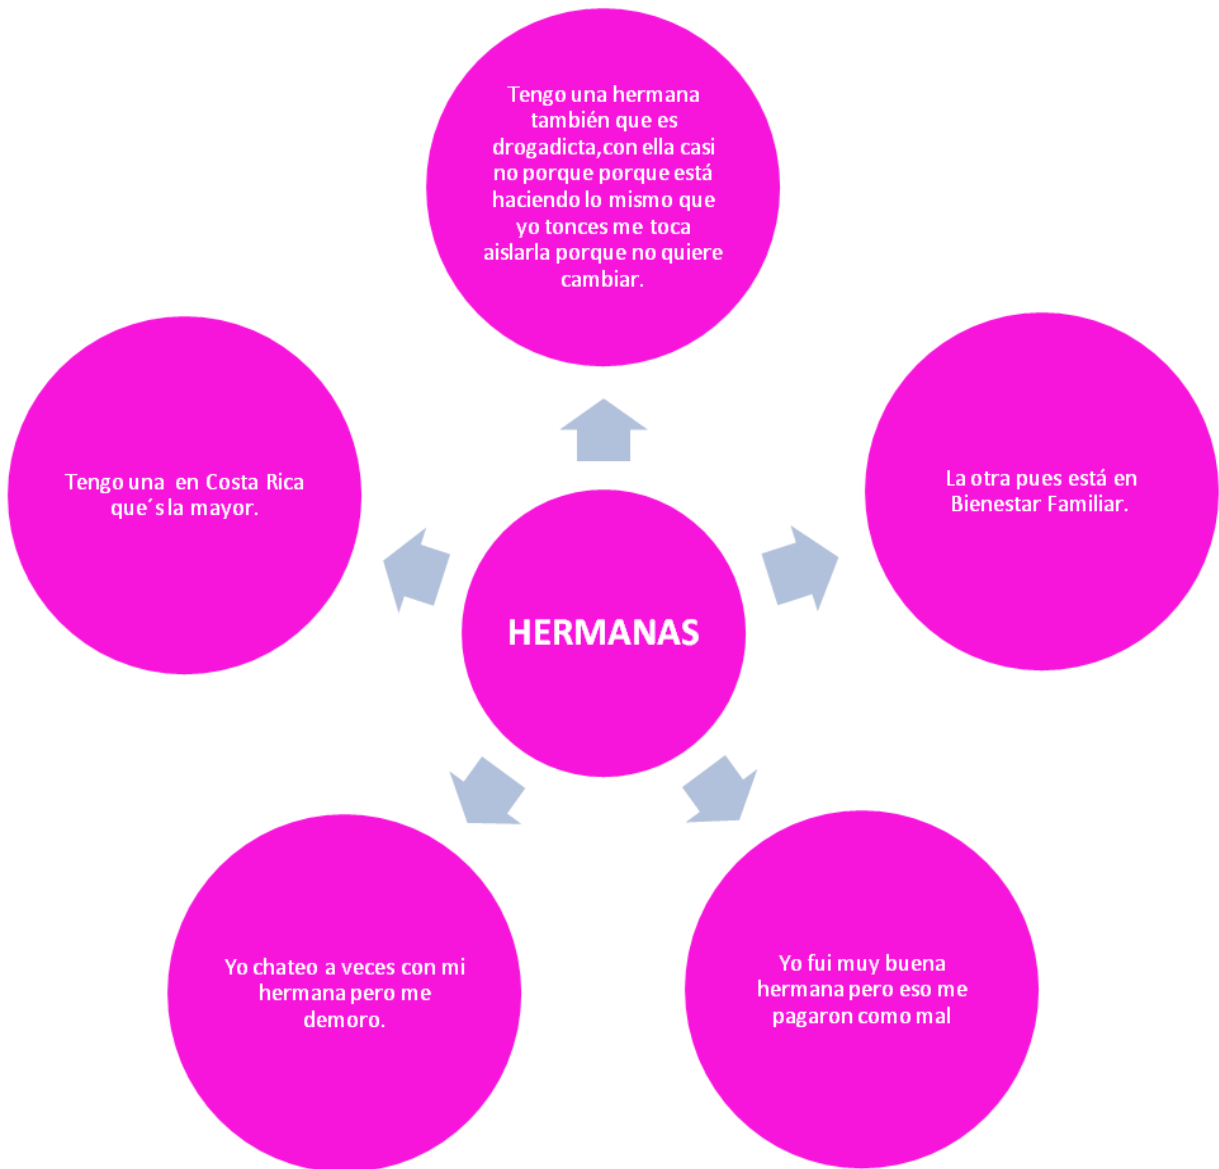 Tengo una hermana
también que es
drogadicta,con ella casi
no porque porque está
haciendo lo mismo que
yo tonces me toca
aislarla porque no quiere
cambiar.
Tengo una en Costa Rica
que´s la mayor.
La otra pues está en
Bienestar Familiar.
HERMANAS
Yo chateo a veces con mi
hermana pero me
demoro.
Yo fui muy buena
hermana pero eso me
pagaron como mal